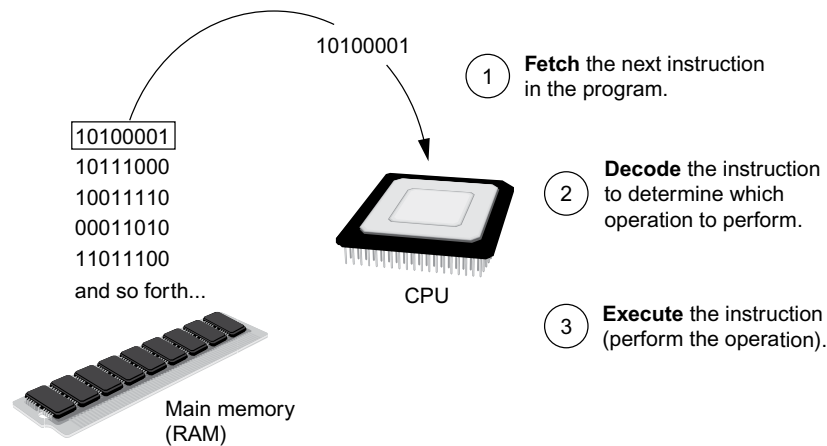 10100001
1
Fetch the next instruction
in the program.
10100001
10111000
10011110
00011010
11011100
and so forth...
CPU
2
Decode the instruction
to determine which
operation to perform.
3
Execute the instruction
(perform the operation).
Main memory
(RAM)